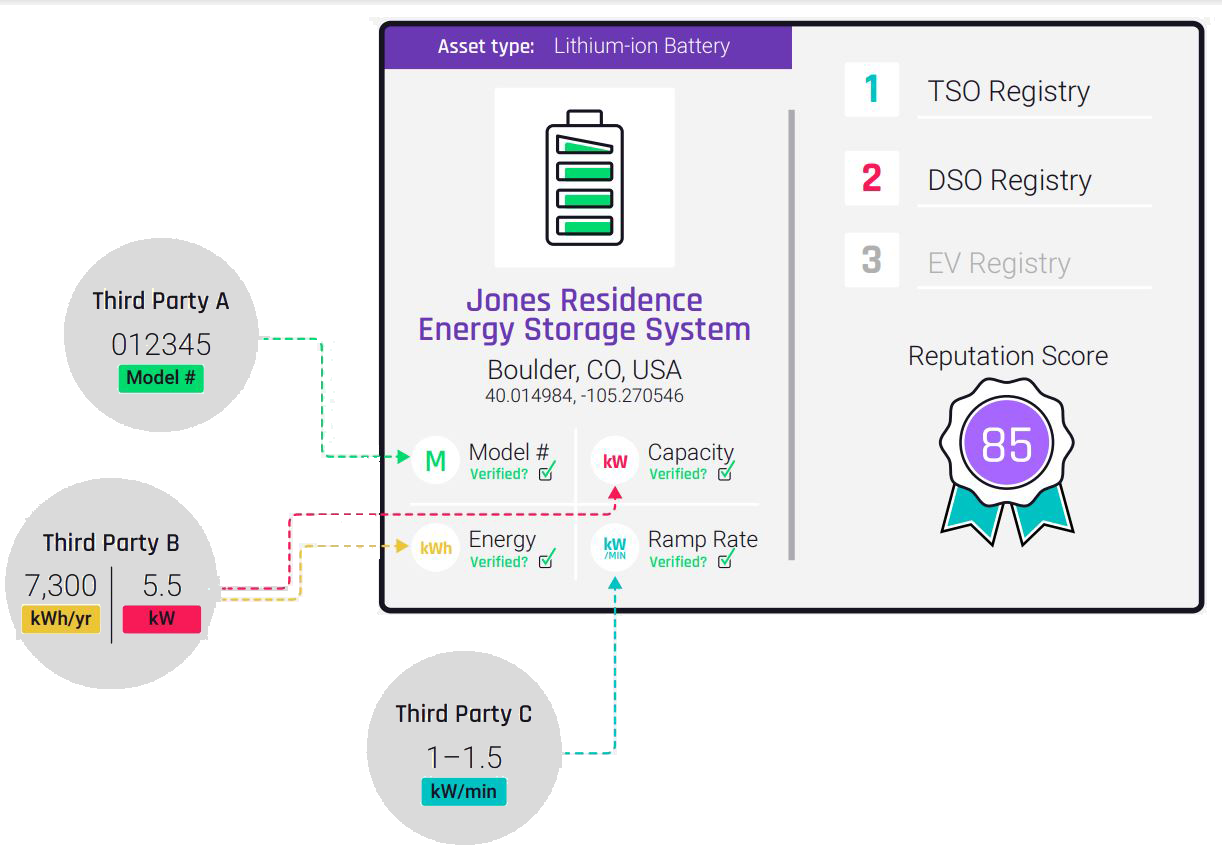 Asset type: Lithium-ion Battery
Jones Residence
Energy Storage System
Boulder, CO, USA
40.014984, -105.270546
M
Model #
Verified?
kW
Capacity
Verified?
kWh
Energy
Verified?
kW
/MIN
Ramp Rate
Verified?
1 TSO Registry
2 DSO Registry
3 EV Registry
Reputation Score
85
Third Party A
012345
Model #
Third Party B
7,300 5.5
kWh/yr kW
Third Party C
1–1.5
kW/min